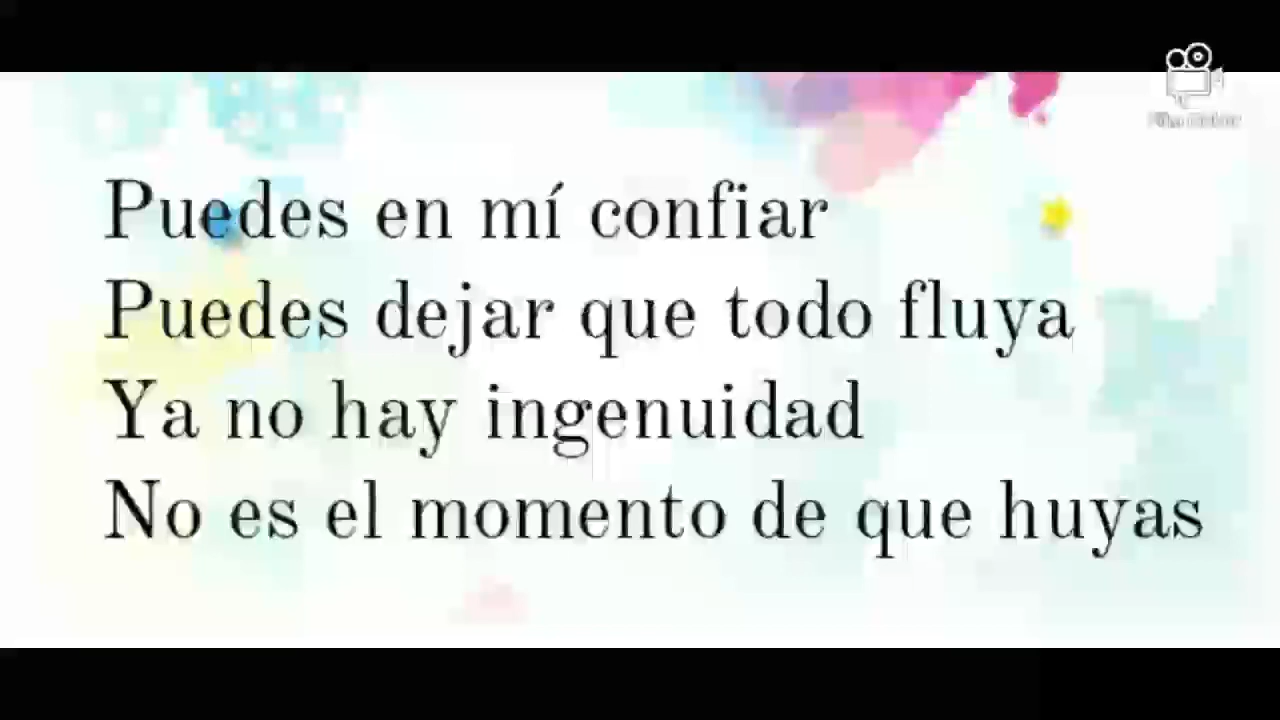 Puedes en mí confiar
Puedes dejar que todo fluya
Ya no hay ingenuidad
No es el momento de que huyas